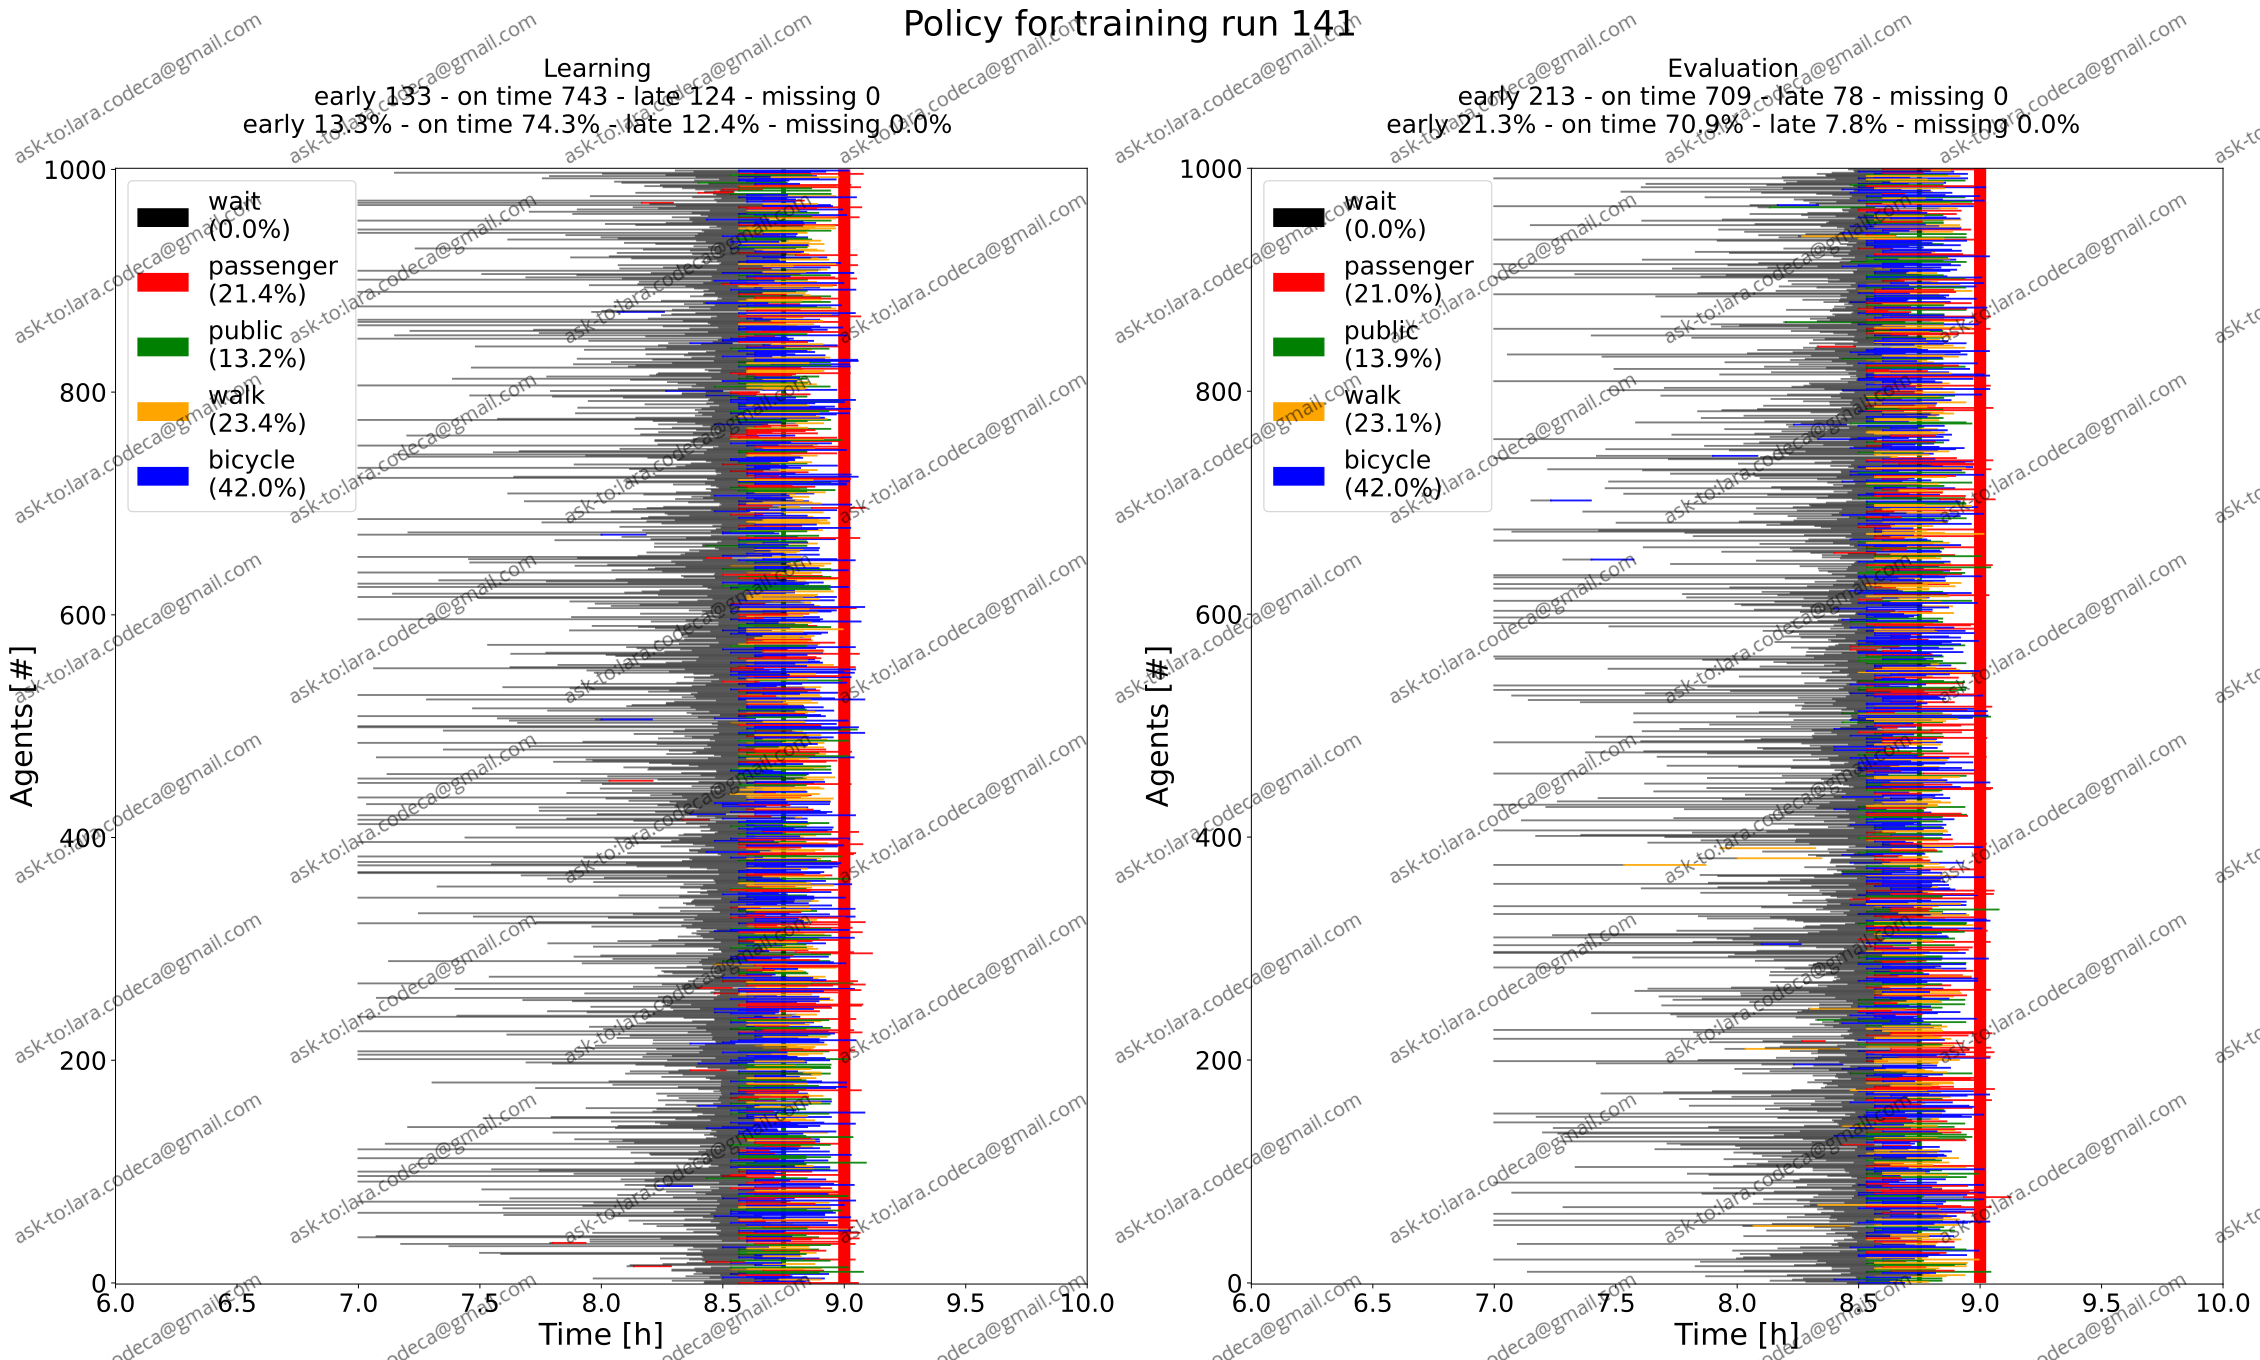 Policy for training run 141
Learning
early 133 - on time 743 - late 124 - missing 0
early 13.3% - on time 74.3% - late 12.4% - missing 0.0%
1000
800
600
400
200
0
Agents [#]
wait
(0.0%)
passenger
(21.4%)
public
(13.2%)
walk
(23.4%)
bicycle
(42.0%)
6.0 6.5 7.0 7.5 8.0 8.5 9.0 9.5 10.0
Time [h]
Evaluation
early 213 - on time 709 - late 78 - missing 0
early 21.3% - on time 70.9% - late 7.8% - missing 0.0%
1000
800
600
400
200
0
Agents [#]
wait
(0.0%)
passenger
(21.0%)
public
(13.9%)
walk
(23.1%)
bicycle
(42.0%)
6.0 6.5 7.0 7.5 8.0 8.5 9.0 9.5 10.0
Time [h]
ask-to:lara.codeca@gmail.com